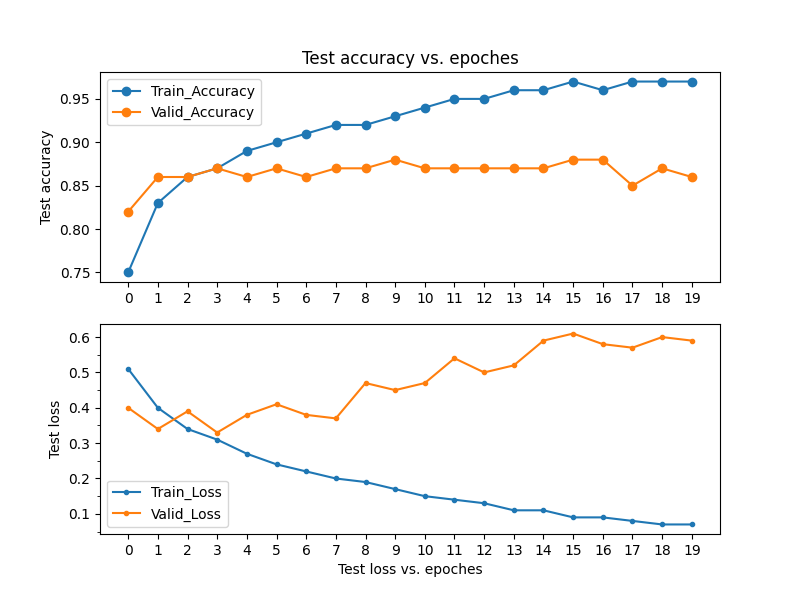 Test accuracy vs. epoches
Train_Accuracy
Valid_Accuracy
Test accuracy
0.95
0.90
0.85
0.80
0.75
0 1 2 3 4 5 6 7 8 9 10 11 12 13 14 15 16 17 18 19
Test loss
0.6
0.5
0.4
0.3
0.2
0.1
Train_Loss
Valid_Loss
0 1 2 3 4 5 6 7 8 9 10 11 12 13 14 15 16 17 18 19
Test loss vs. epoches